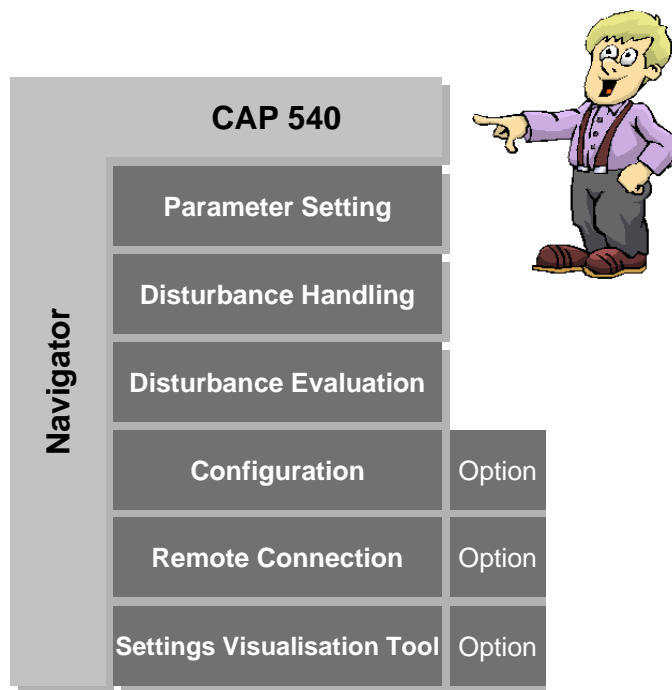 CAP 540
Navigator
Parameter Setting
Disturbance Handling
Disturbance Evaluation
Configuration
Option
Remote Connection
Option
Settings Visualisation Tool
Option